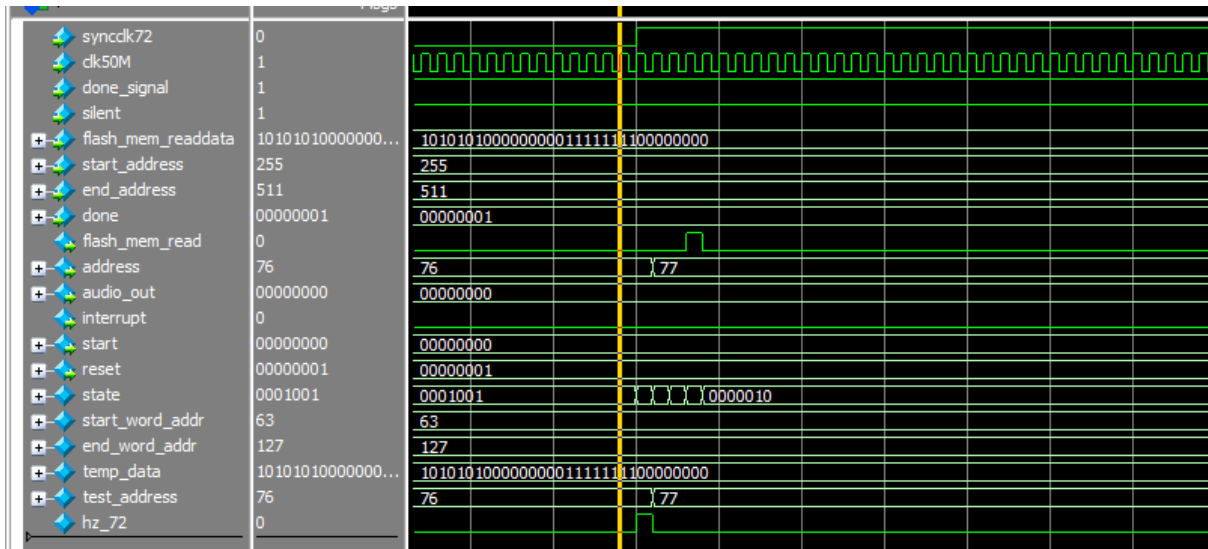 syncclk72 0
clk50M 1
done_signal 1
silent 1
flash_mem_readdata 10101010000000... 10101010000000001111111100000000
start_address 255 255
end_address 511 511
done 00000001 00000001
flash_mem_read 0
address 76 76 77
audio_out 00000000 00000000
interrupt 0
start 00000000 00000000
reset 00000001 00000001
state 0001001 0001001 0000010
start_word_addr 63 63
end_word_addr 127 127
temp_data 10101010000000... 10101010000000001111111100000000
test_address 76 76 77
hz_72 0